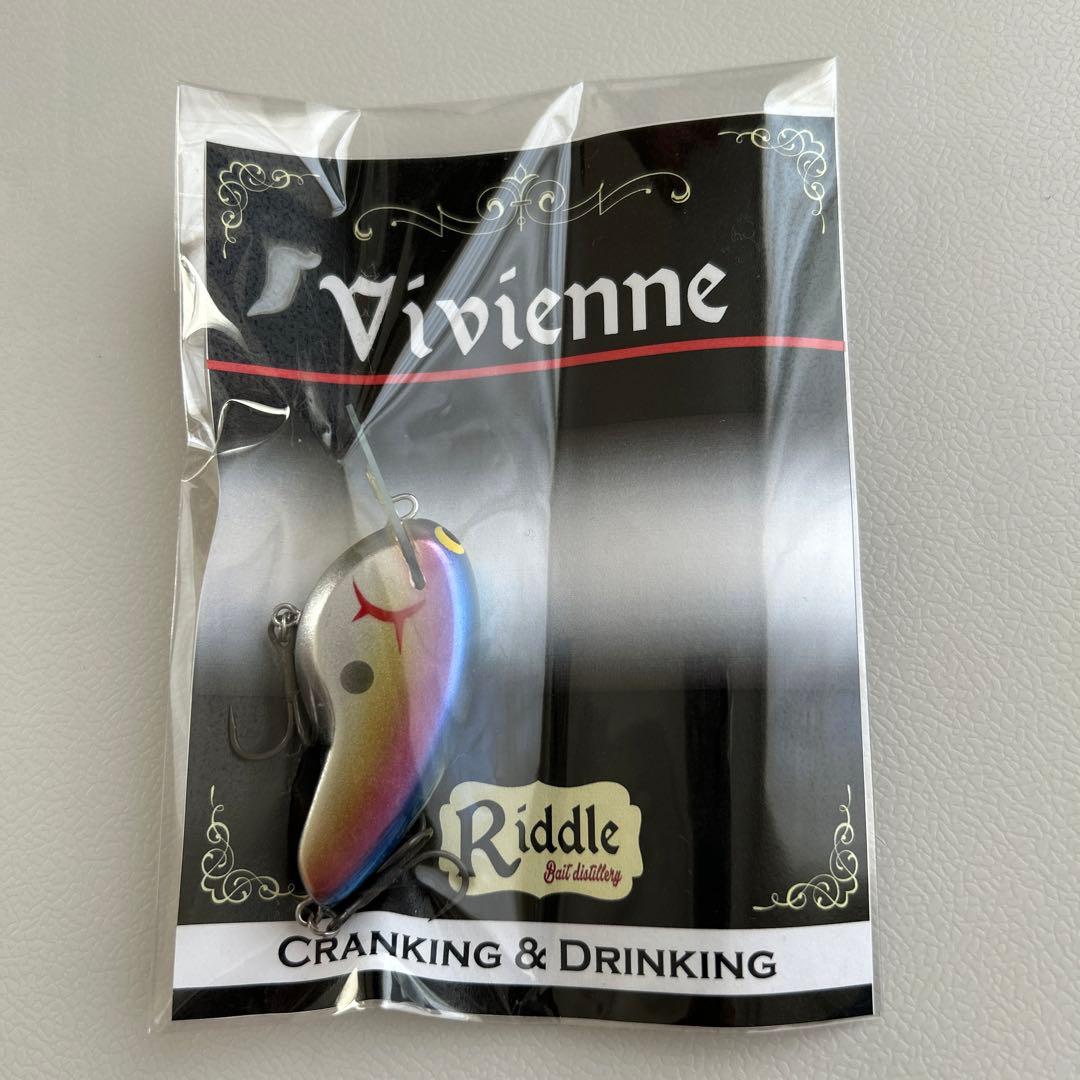 Vivienne
Riddle
Bait distillery
CRANKING & DRINKING